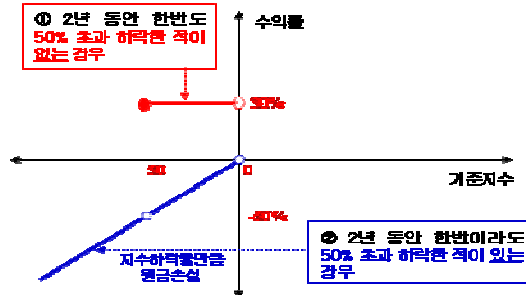 ① 2년 동안 한번도
50% 초과 하락한 적이
없는 경우
수익률
기준지수
지수하락률만큼
원금손실
② 2년 동안 한번이라도
50% 초과 하락한 적이 있는
경우